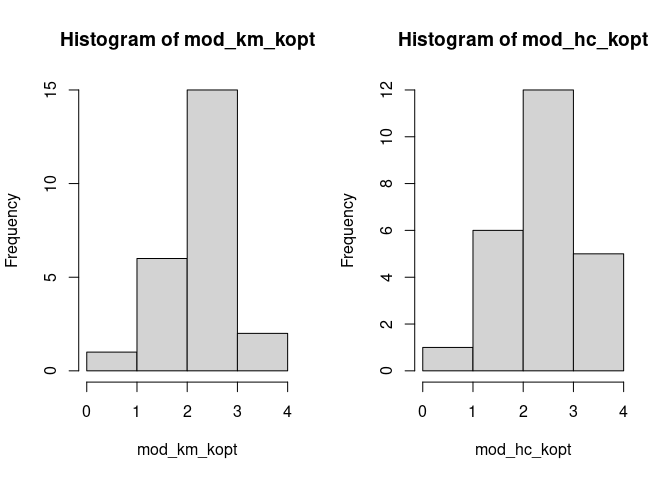 Histogram of mod_km_kopt
Frequency
0
5
10
15
0 1 2 3 4
mod_km_kopt
Histogram of mod_hc_kopt
Frequency
0
2
4
6
8
10
12
0 1 2 3 4
mod_hc_kopt